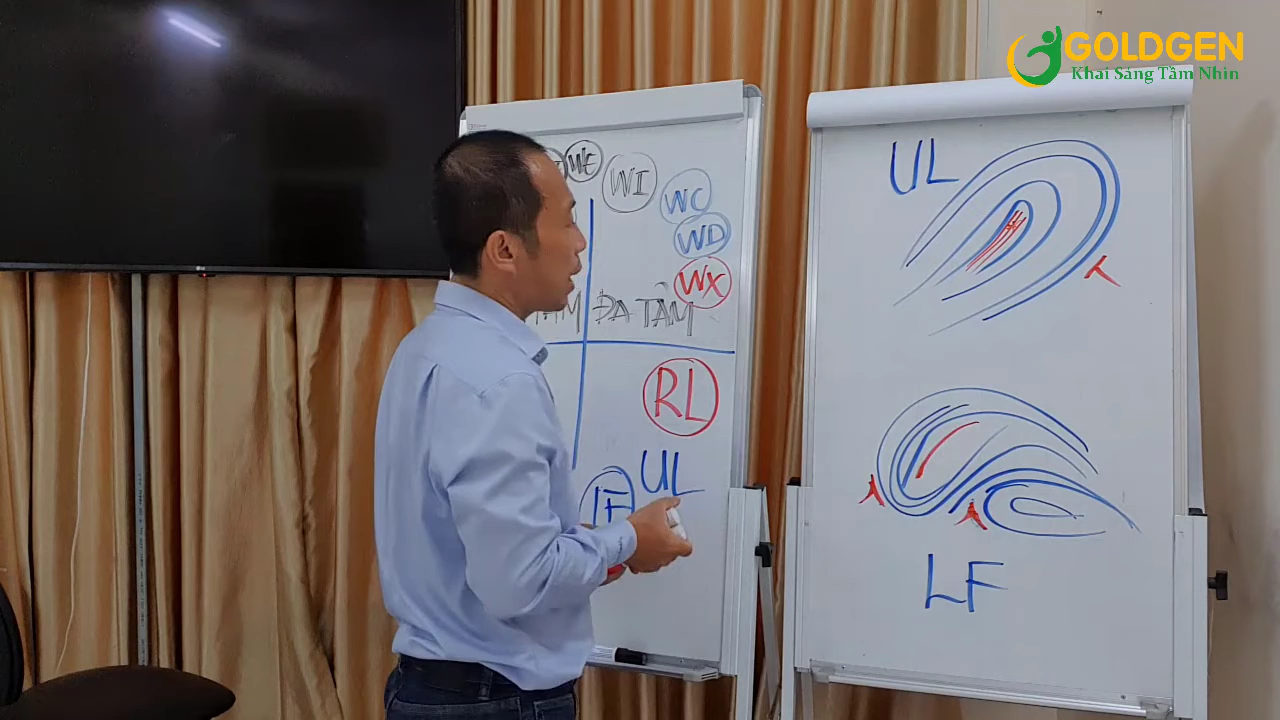 GOLDGEN
Khai Sáng Tầm Nhìn
WE
WI
WC
WD
WX
ĐA TÂM
RL
UL
LF
UL
LF